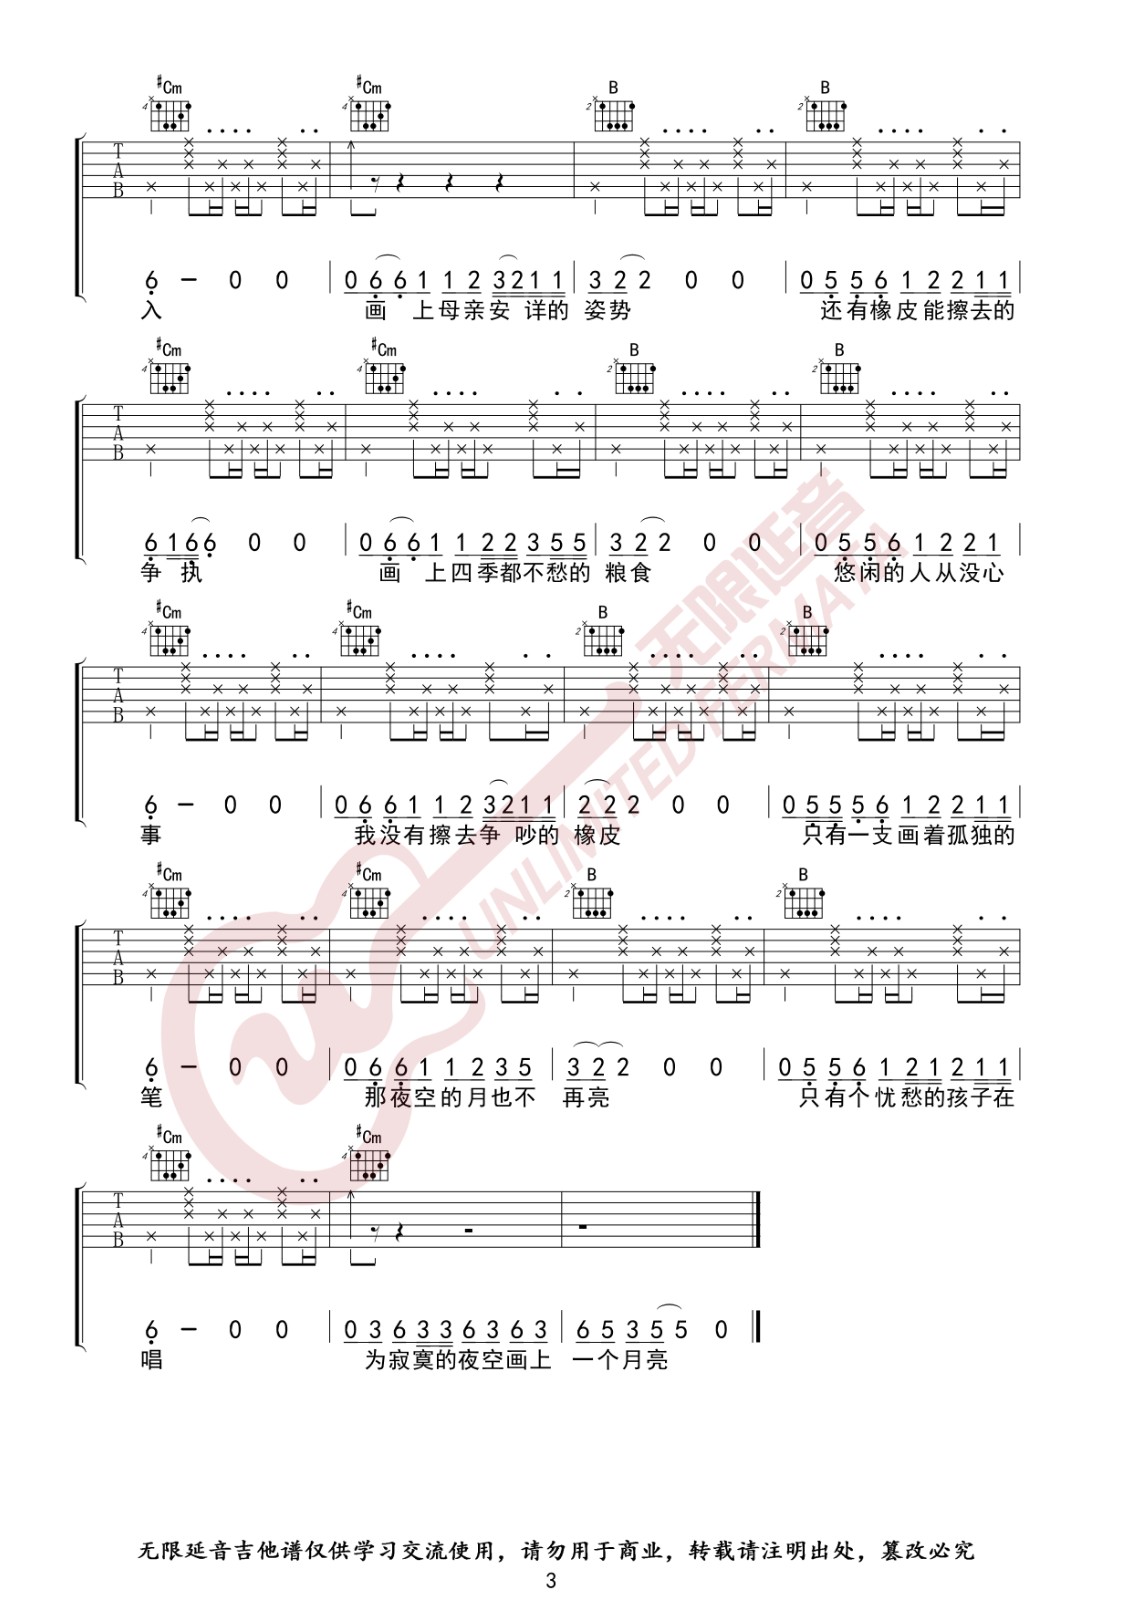 #Cm #Cm B B
6 - 0 0 | 0 6 6 1 1 2 3 2 1 1 | 3 2 2 0 0 | 0 5 5 6 1 2 2 1 1 |
入 画 上母亲安 详的 姿势 还有橡皮能擦去的
#Cm #Cm B B
6 1 6 6 0 0 | 0 6 6 1 1 2 2 3 5 5 | 3 2 2 0 0 | 0 5 5 6 1 2 2 1 |
争 执 画 上四季都不愁的 粮食 悠闲的人从没心
#Cm #Cm B B
6 - 0 0 | 0 6 6 1 1 2 3 2 1 1 | 2 2 2 0 0 | 0 5 5 5 6 1 2 2 1 1 |
事 我没有擦去争 吵的 橡皮 只有一支画着孤独的
#Cm #Cm B B
6 - 0 0 | 0 6 6 1 1 2 3 5 | 3 2 2 0 0 | 0 5 5 6 1 2 1 2 1 1 |
笔 那夜空的月也不 再亮 只有个忧愁的孩子在
#Cm #Cm
6 - 0 0 | 0 3 6 3 3 6 3 6 3 | 6 5 3 5 5 0
唱 为寂寞的夜空画上 一个月亮
无限延音
UNLIMITED FERMATA
无限延音吉他谱仅供学习交流使用，请勿用于商业，转载请注明出处，篡改必究
3